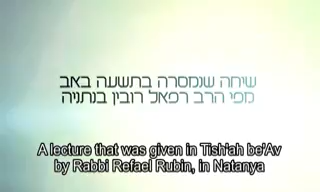 שיחה שנמסרה בתשעה באב
מפי הרב רפאל רובין בנתניה
A lecture that was given in Tish'ah be'Av
by Rabbi Refael Rubin, in Natanya